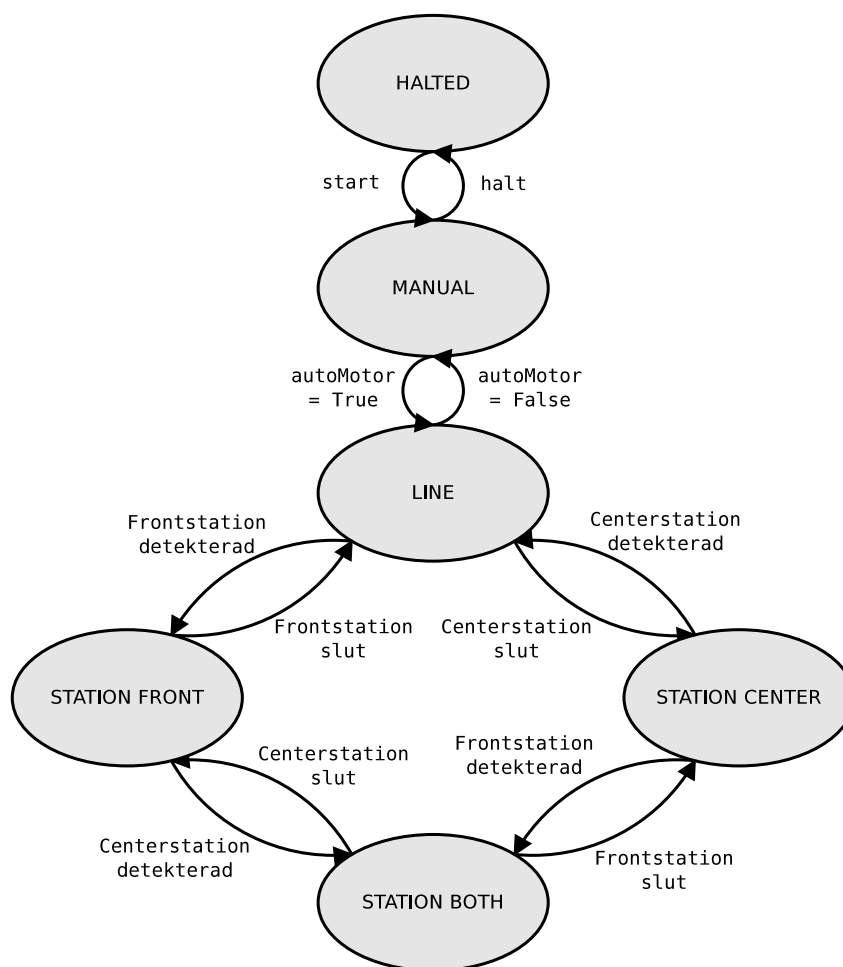 HALTED
start
halt
MANUAL
autoMotor
= True
autoMotor
= False
LINE
Frontstation
detekterad
Centerstation
detekterad
Frontstation
slut
Centerstation
slut
STATION FRONT
STATION CENTER
Centerstation
slut
Frontstation
detekterad
Centerstation
detekterad
Frontstation
slut
STATION BOTH